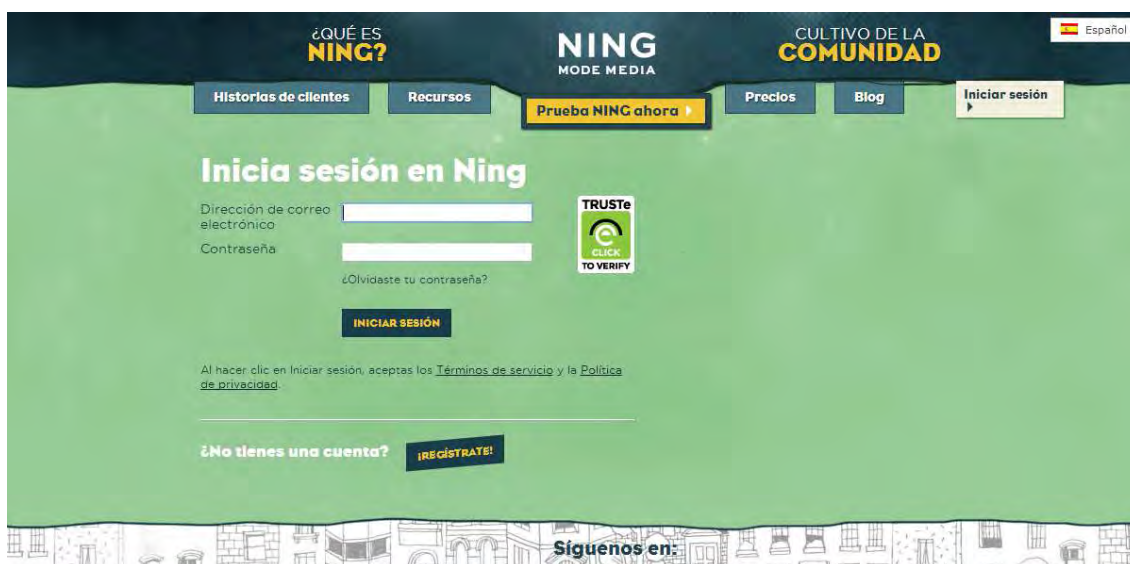 ¿QUÉ ES
NING?
NING
MODE MEDIA
CULTIVO DE LA
COMUNIDAD
Español
Historias de clientes
Recursos
Prueba NING ahora
Precios
Blog
Iniciar sesión
Inicia sesión en Ning
Dirección de correo
electrónico
Contraseña
TRUSTe
CLICK
TO VERIFY
¿Olvidaste tu contraseña?
INICIAR SESIÓN
Al hacer clic en Iniciar sesión, aceptas los Términos de servicio y la Política
de privacidad.
¿No tienes una cuenta?
¡REGÍSTRATE!
Síguenos en: